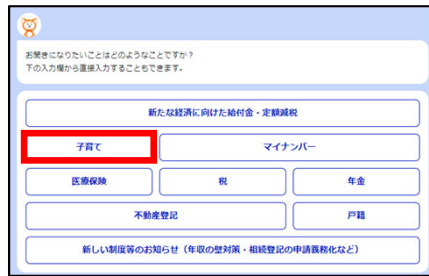 お聞きになりたいことはどのようなことですか？
下の入力欄から直接入力することもできます。
新たな経済に向けた給付金・定額減税
子育て
マイナンバー
医療保険
税
年金
不動産登記
戸籍
新しい制度等のお知らせ（年収の壁対策・相続登記の申請義務化など）